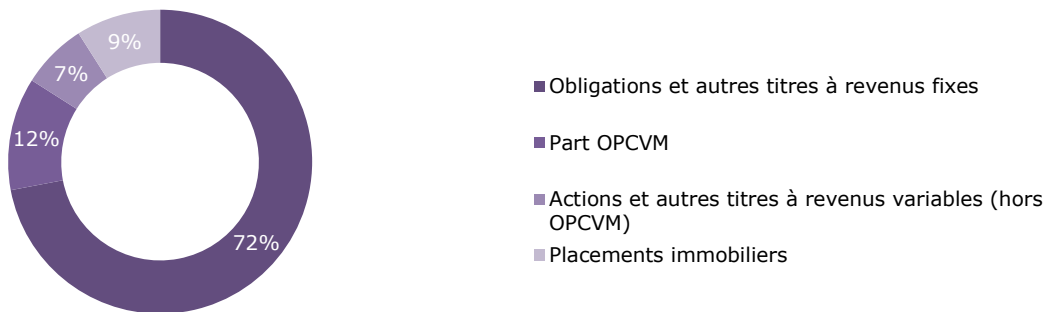 9%
7%
12%
72%
Obligations et autres titres à revenus fixes
Part OPCVM
Actions et autres titres à revenus variables (hors
OPCVM)
Placements immobiliers